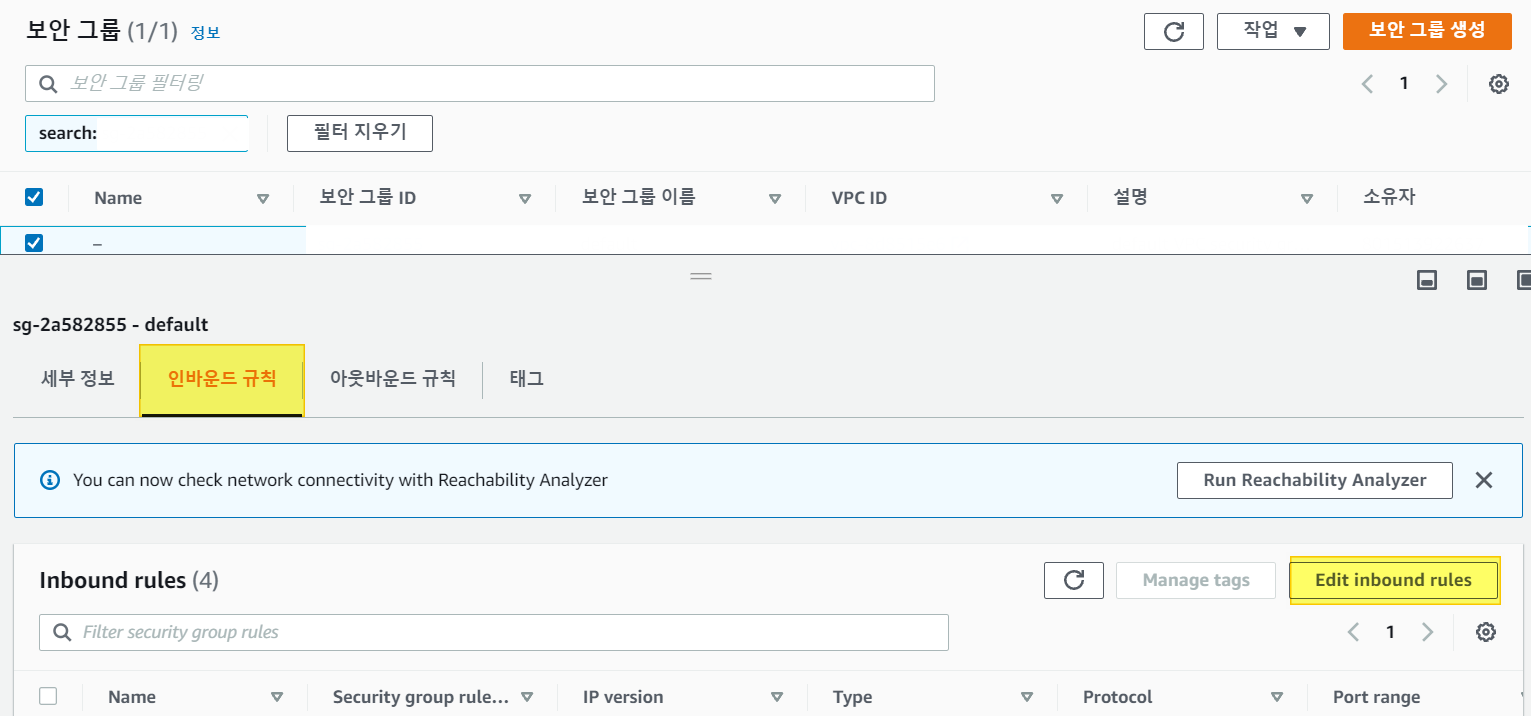 보안 그룹 (1/1) 정보
작업
보안 그룹 생성
보안 그룹 필터링
1
search:
필터 지우기
Name
보안 그룹 ID
보안 그룹 이름
VPC ID
설명
소유자
–
sg-2a582855 - default
세부 정보
인바운드 규칙
아웃바운드 규칙
태그
You can now check network connectivity with Reachability Analyzer
Run Reachability Analyzer
Inbound rules (4)
Manage tags
Edit inbound rules
Filter security group rules
1
Name
Security group rule...
IP version
Type
Protocol
Port range